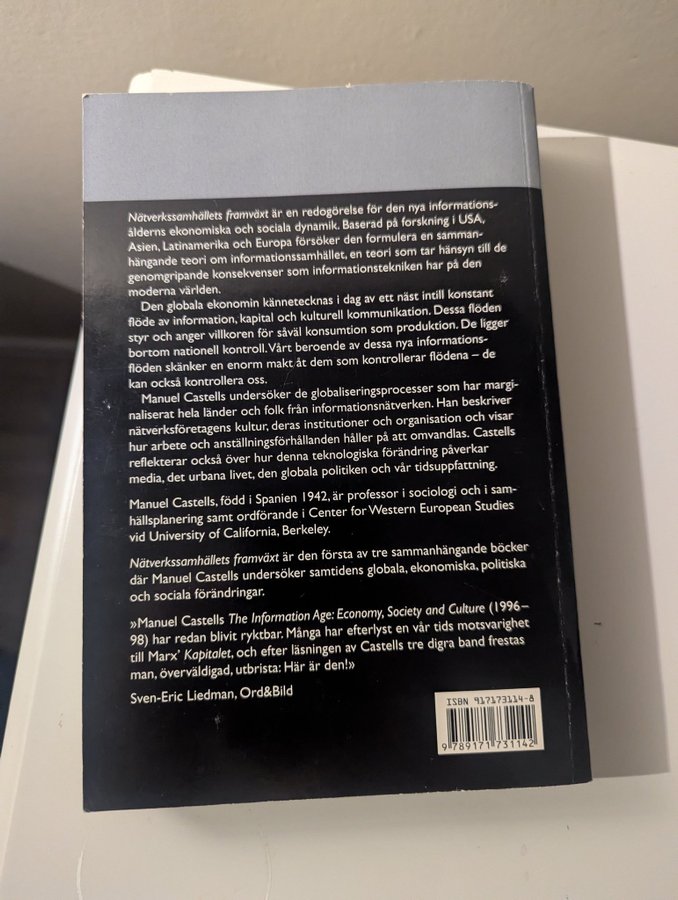 Nätverkssamhällets framväxt är en redogörelse för den nya informations-
ålderns ekonomiska och sociala dynamik. Baserad på forskning i USA,
Asien, Latinamerika och Europa försöker den formulera en samman-
hängande teori om informationssamhället, en teori som tar hänsyn till de
genomgripande konsekvenser som informationstekniken har på den
moderna världen.
Den globala ekonomin kännetecknas i dag av ett näst intill konstant
flöde av information, kapital och kulturell kommunikation. Dessa flöden
styr och anger villkoren för såväl konsumtion som produktion. De ligger
bortom nationell kontroll. Vårt beroende av dessa nya informations-
flöden skänker en enorm makt åt dem som kontrollerar flödena – de
kan också kontrollera oss.
Manuel Castells undersöker de globaliseringsprocesser som har margi-
naliserat hela länder och folk från informationsnätverken. Han beskriver
nätverksföretagens kultur, deras institutioner och organisation och visar
hur arbete och anställningsförhållanden håller på att omvandlas. Castells
reflekterar också över hur denna teknologiska förändring påverkar
media, det urbana livet, den globala politiken och vår tidsuppfattning.
Manuel Castells, född i Spanien 1942, är professor i sociologi och i sam-
hällsplanering samt ordförande i Center for Western European Studies
vid University of California, Berkeley.
Nätverkssamhällets framväxt är den första av tre sammanhängande böcker
där Manuel Castells undersöker samtidens globala, ekonomiska, politiska
och sociala förändringar.
»Manuel Castells The Information Age: Economy, Society and Culture (1996–
98) har redan blivit ryktbar. Många har efterlyst en vår tids motsvarighet
till Marx' Kapitalet, och efter läsningen av Castells tre digra band frestas
man, överväldigad, utbrista: Här är den!»
Sven-Eric Liedman, Ord&Bild
ISBN 917173114-8
9 789171 731142